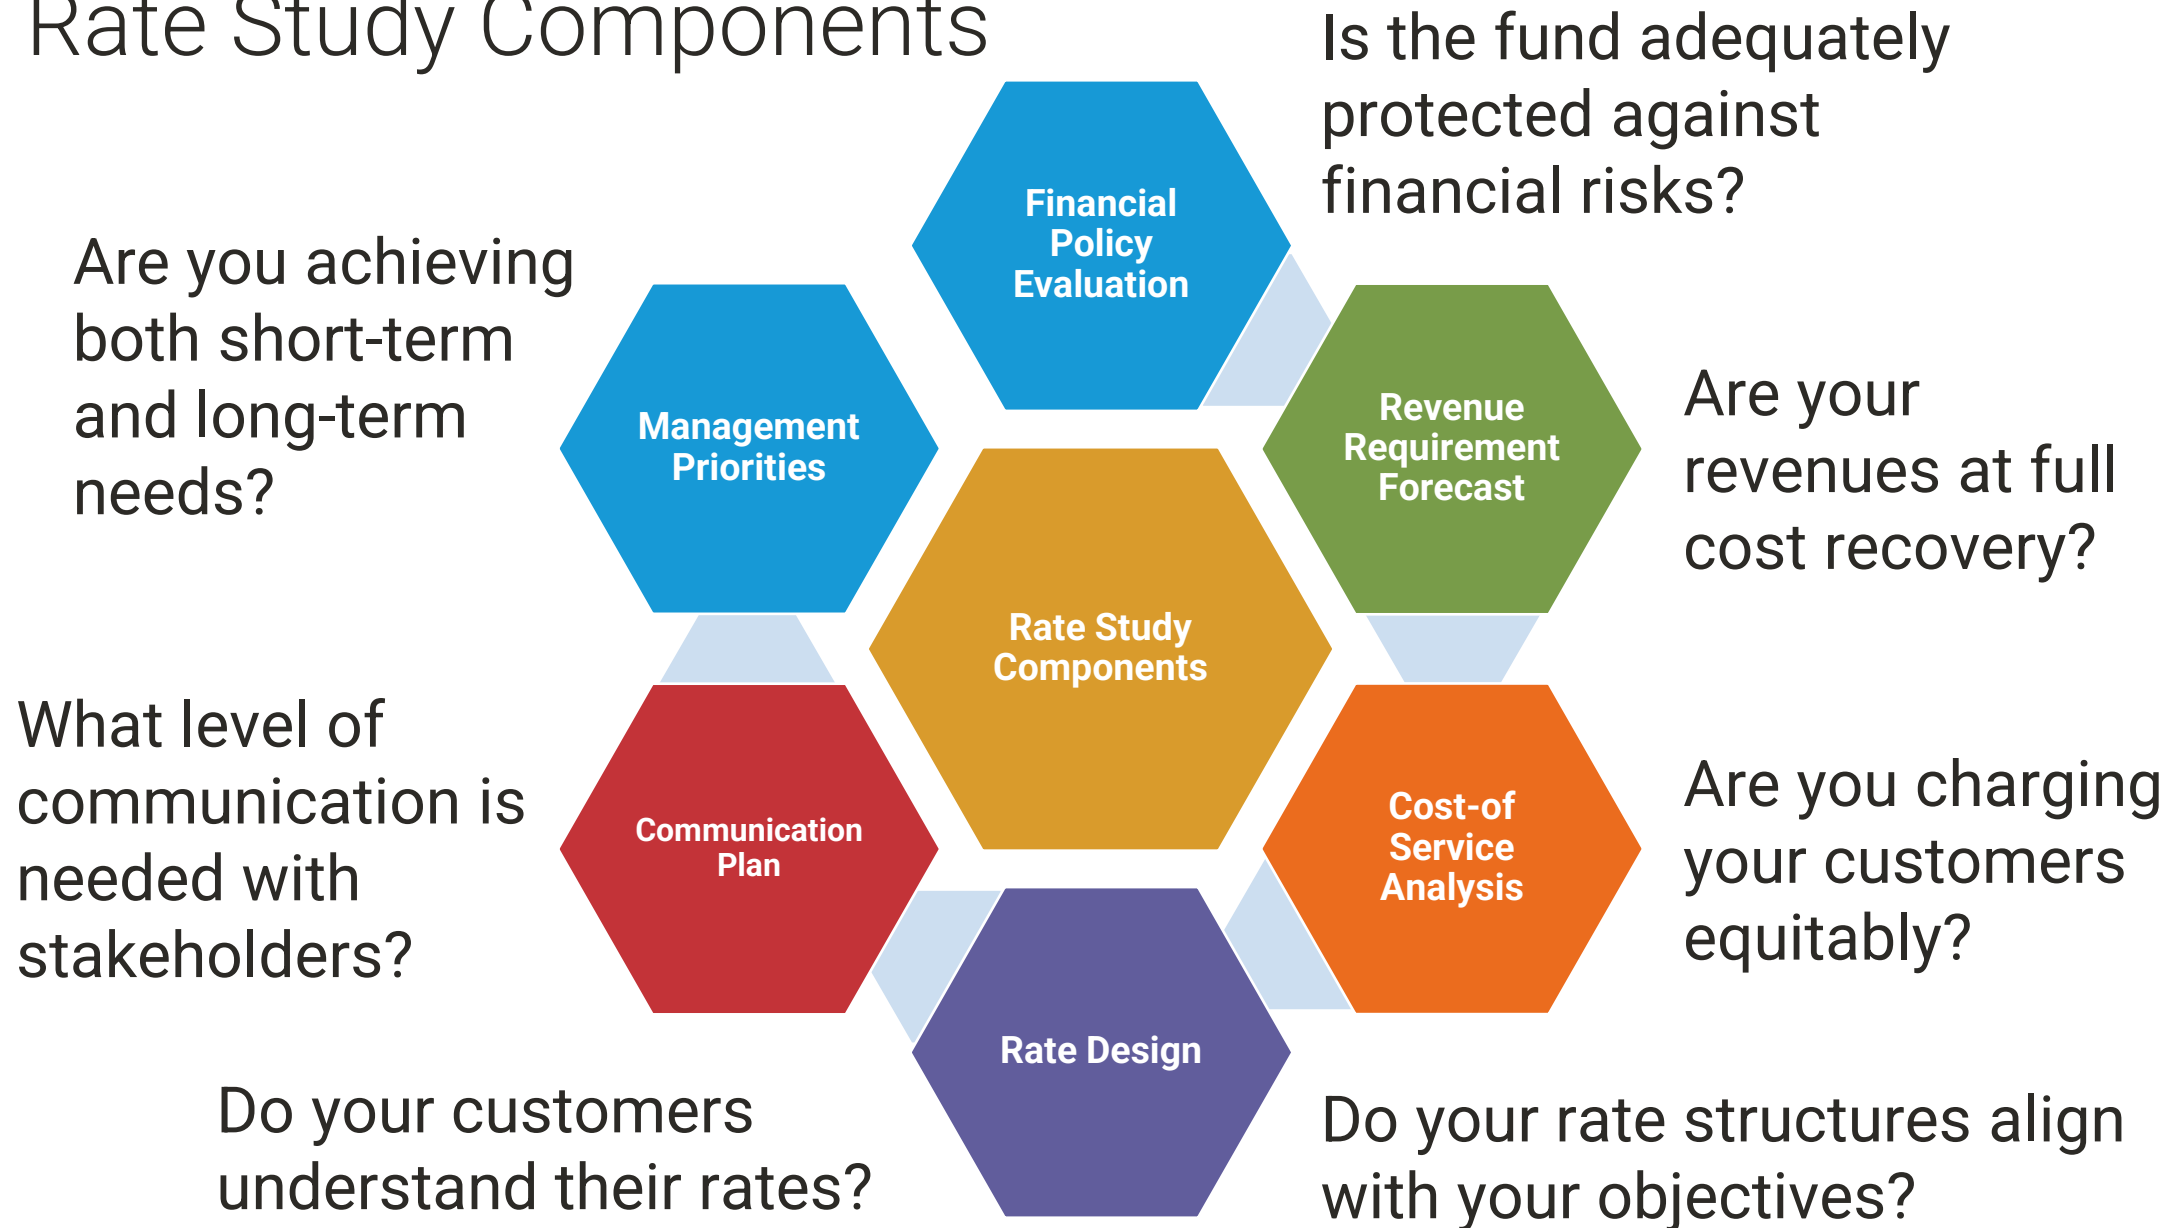 Rate Study Components
Is the fund adequately
protected against
financial risks?
Financial
Policy
Evaluation
Are you achieving
both short-term
and long-term
needs?
Management
Priorities
Revenue
Requirement
Forecast
Are your
revenues at full
cost recovery?
Rate Study
Components
What level of
communication is
needed with
stakeholders?
Communication
Plan
Cost-of
Service
Analysis
Are you charging
your customers
equitably?
Rate Design
Do your customers
understand their rates?
Do your rate structures align
with your objectives?